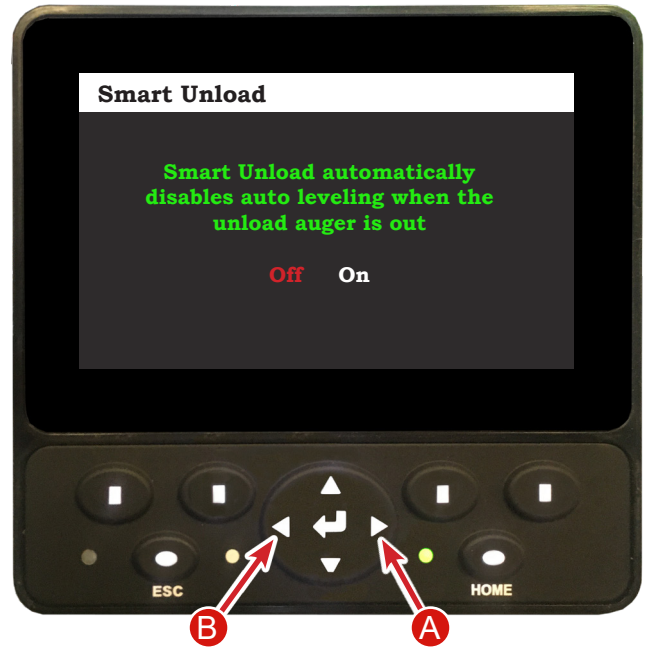 Smart Unload
Smart Unload automatically
disables auto leveling when the
unload auger is out
Off On
ESC
HOME
B
A